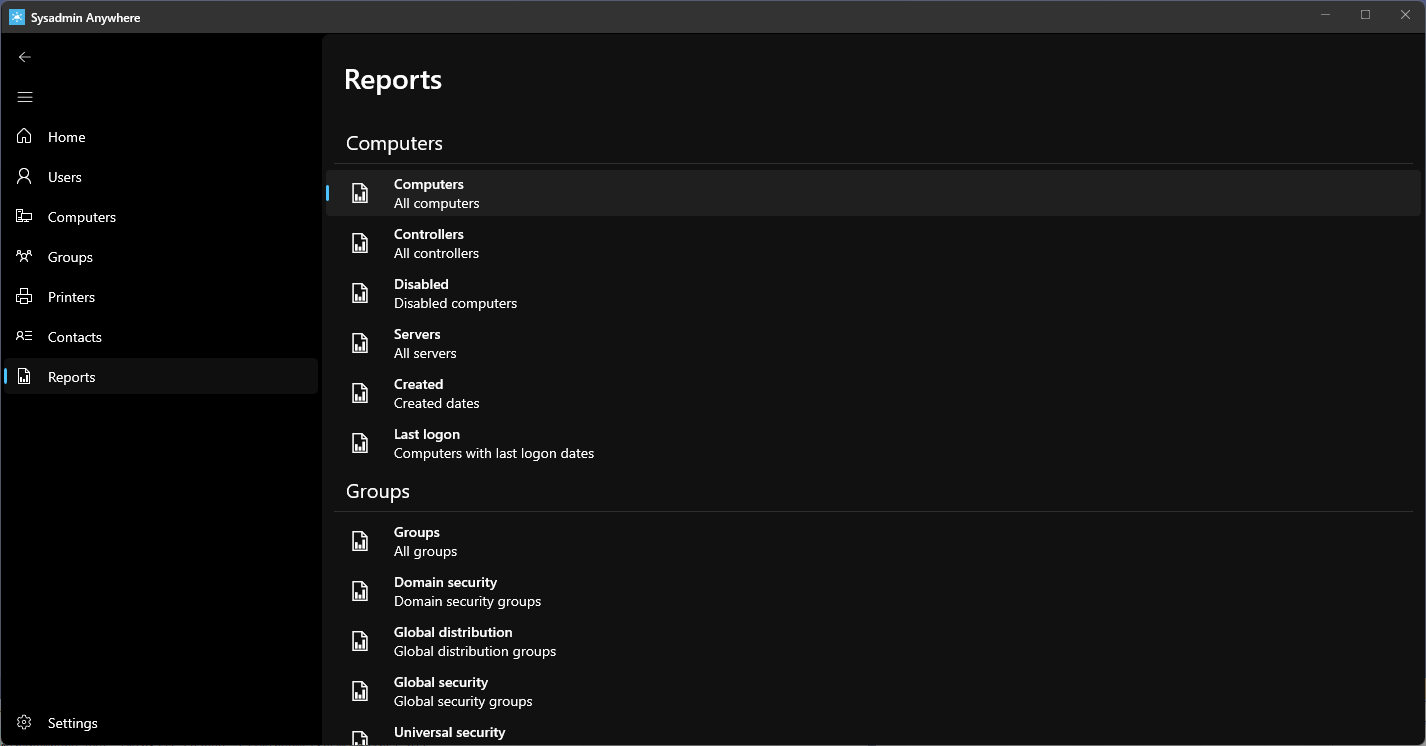 Sysadmin Anywhere
Home
Users
Computers
Groups
Printers
Contacts
Reports
Settings
Reports
Computers
Computers
All computers
Controllers
All controllers
Disabled
Disabled computers
Servers
All servers
Created
Created dates
Last logon
Computers with last logon dates
Groups
Groups
All groups
Domain security
Domain security groups
Global distribution
Global distribution groups
Global security
Global security groups
Universal security